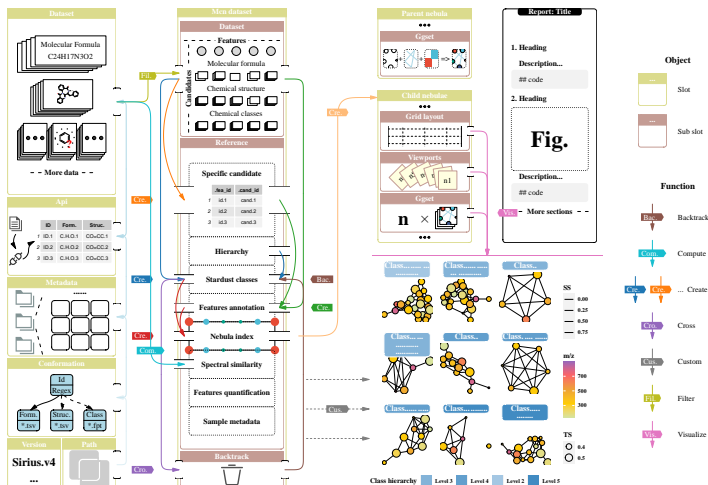 Dataset
Molecular Formula
C24H17N3O2
More data
Api
ID Form. Struc.
1 ID.1 C.H.O.1 CO=CC.1
2 ID.2 C.H.O.2 CO=CC.2
3 ID.3 C.H.O.3 CO=CC.3
Metadata
......
Conformation
Id
Regex
Form. Struc. Class
*.tsv *.tsv *.fpt
Version Path
Sirius.v4
...
Fil.
Cre.
Cre.
Cre.
Com.
Cro.
Mcn dataset
Dataset
Features
Candidates
Molecular formula
Chemical structure
Chemical classes
Reference
Specific candidate
.fea_id .cand_id
1 id.1 cand.1
2 id.2 cand.2
3 id.3 cand.3
Hierarchy
Stardust classes
Features annotation
Nebula index
Spectral similarity
Features quantification
Sample metadata
Backtrack
Bac.
Cre.
Cre.
Cus.
Parent nebula
Ggset
+ + =>
Child nebulae
Grid layout
Viewports
n n n n n1
Ggset
n ×
Vis.
Report: Title
1. Heading
Description...
## code
2. Heading
Fig.
Description...
## code
More sections
SS
0.00
0.25
0.50
0.75
m/z
700
500
300
TS
0.4
0.5
Class hierarchy Level 3 Level 4 Level 2 Level 5
Object
...
Slot
...
Sub slot
Function
Bac. Backtrack
Com. Compute
Cre. Cre. ... Create
Cro. Cross
Cus. Custom
Fil. Filter
Vis. Visualize